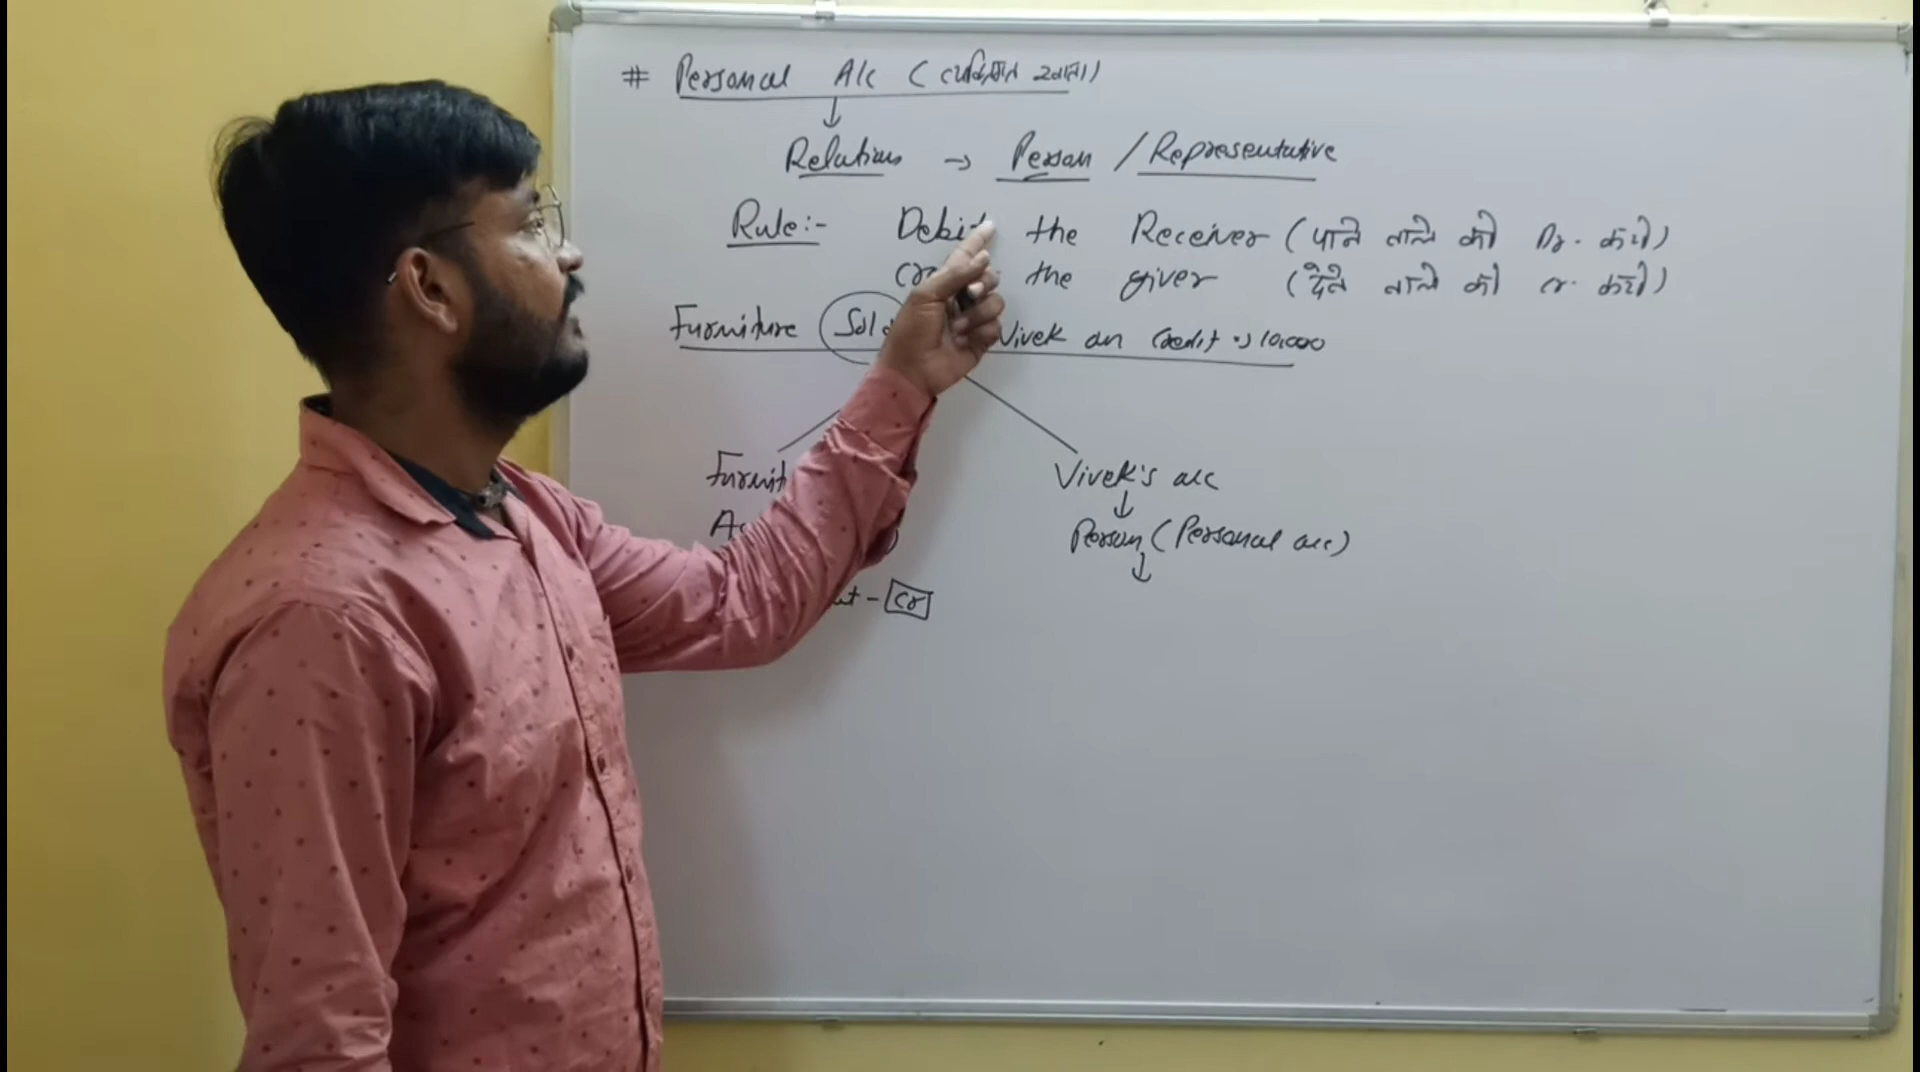 # Personal A/c (व्यक्तिगत खाता)
Relation → Person / Representative
Rule:- Debit the Receiver (पाने वाले को Dr. करो)
the giver (देने वाले को cr. करो)
Furniture Sold Vivek on Credit 10,000
Vivek's a/c
Person (Personal a/c)
- Cr